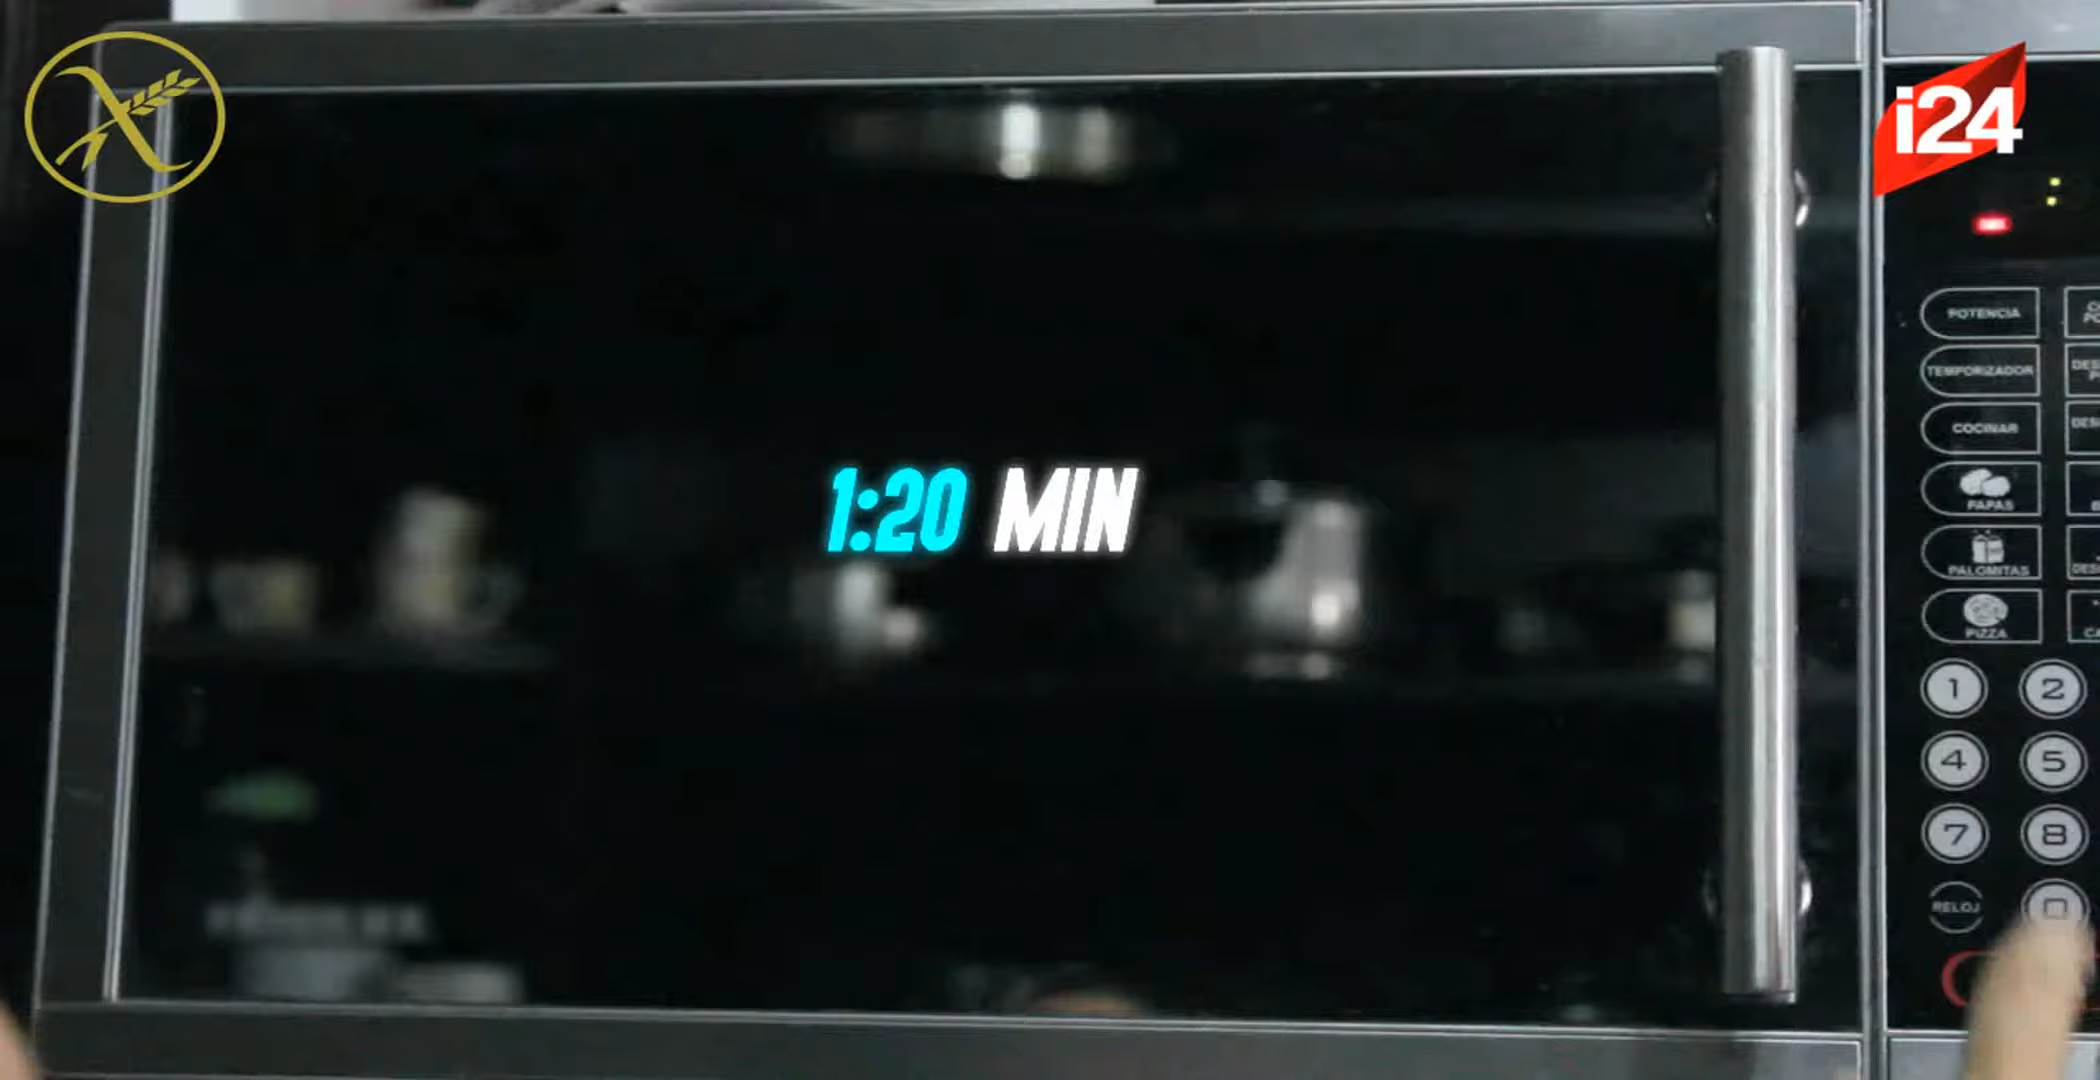 i24
1:20 MIN
POTENCIA
TEMPORIZADOR
COCINAR
PAPAS
PALOMITAS
PIZZA
1 2
4 5
7 8
RELOJ 0